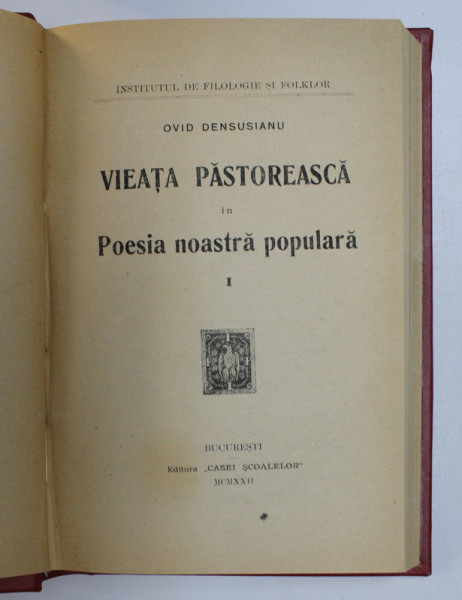 INSTITUTUL DE FILOLOGIE ȘI FOLKLOR
OVID DENSUSIANU
VIEAȚA PĂSTOREASCĂ
în
Poesia noastră populară
I
BUCUREȘTI
Editura „CASEI ȘCOALELOR"
MCMXXII